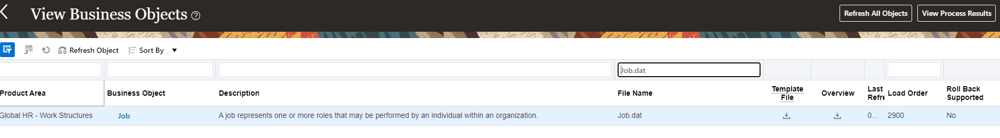 View Business Objects ?
Refresh All Objects
View Process Results
Refresh Object
Sort By
Job.dat
Product Area
Business Object
Description
File Name
Template
File
Overview
Last
Refre
Load Order
Roll Back
Supported
Global HR - Work Structures
Job
A job represents one or more roles that may be performed by an individual within an organization.
Job.dat
0...
2900
No